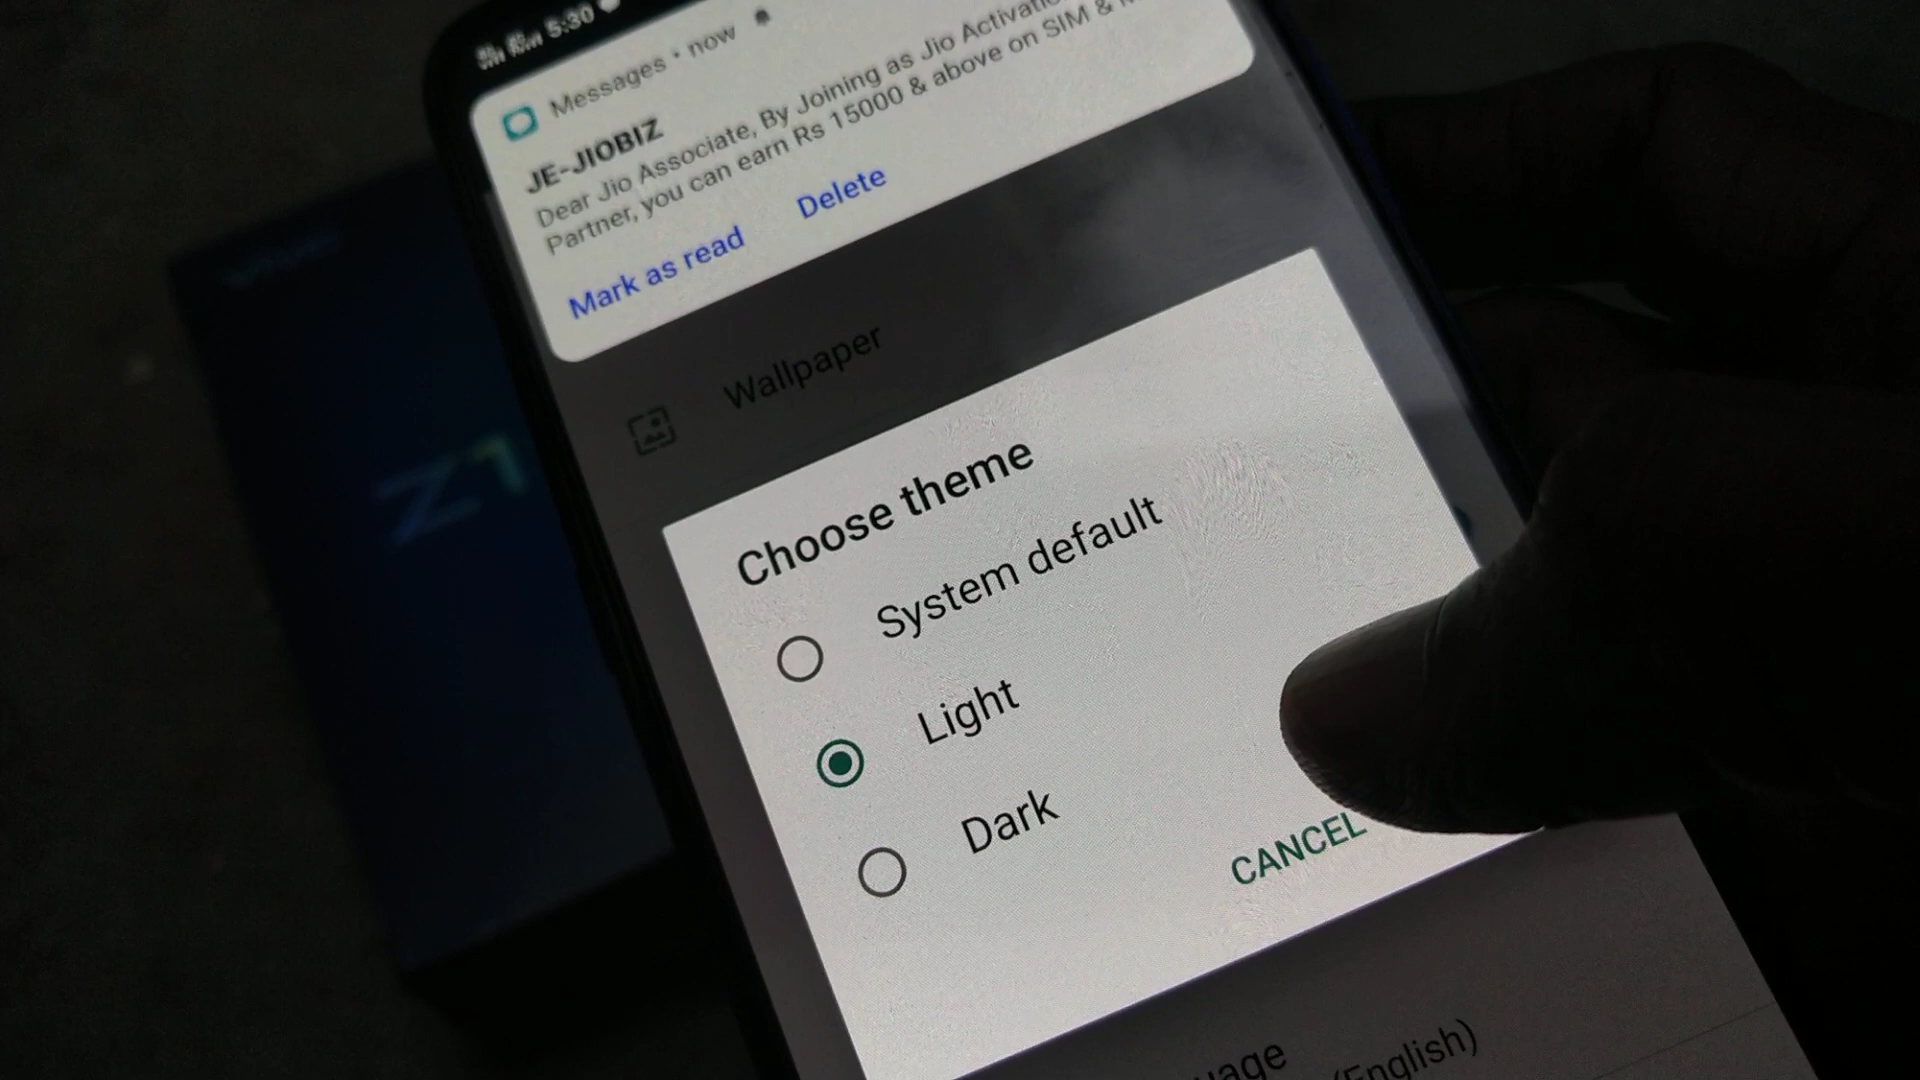 5:30
Messages • now
JE-JIOBIZ
Dear Jio Associate, By Joining as Jio
Partner, you can earn Rs 15000 & above on SIM &
Mark as read
Delete
Wallpaper
Choose theme
System default
Light
Dark
CANCEL
(English)
Z1